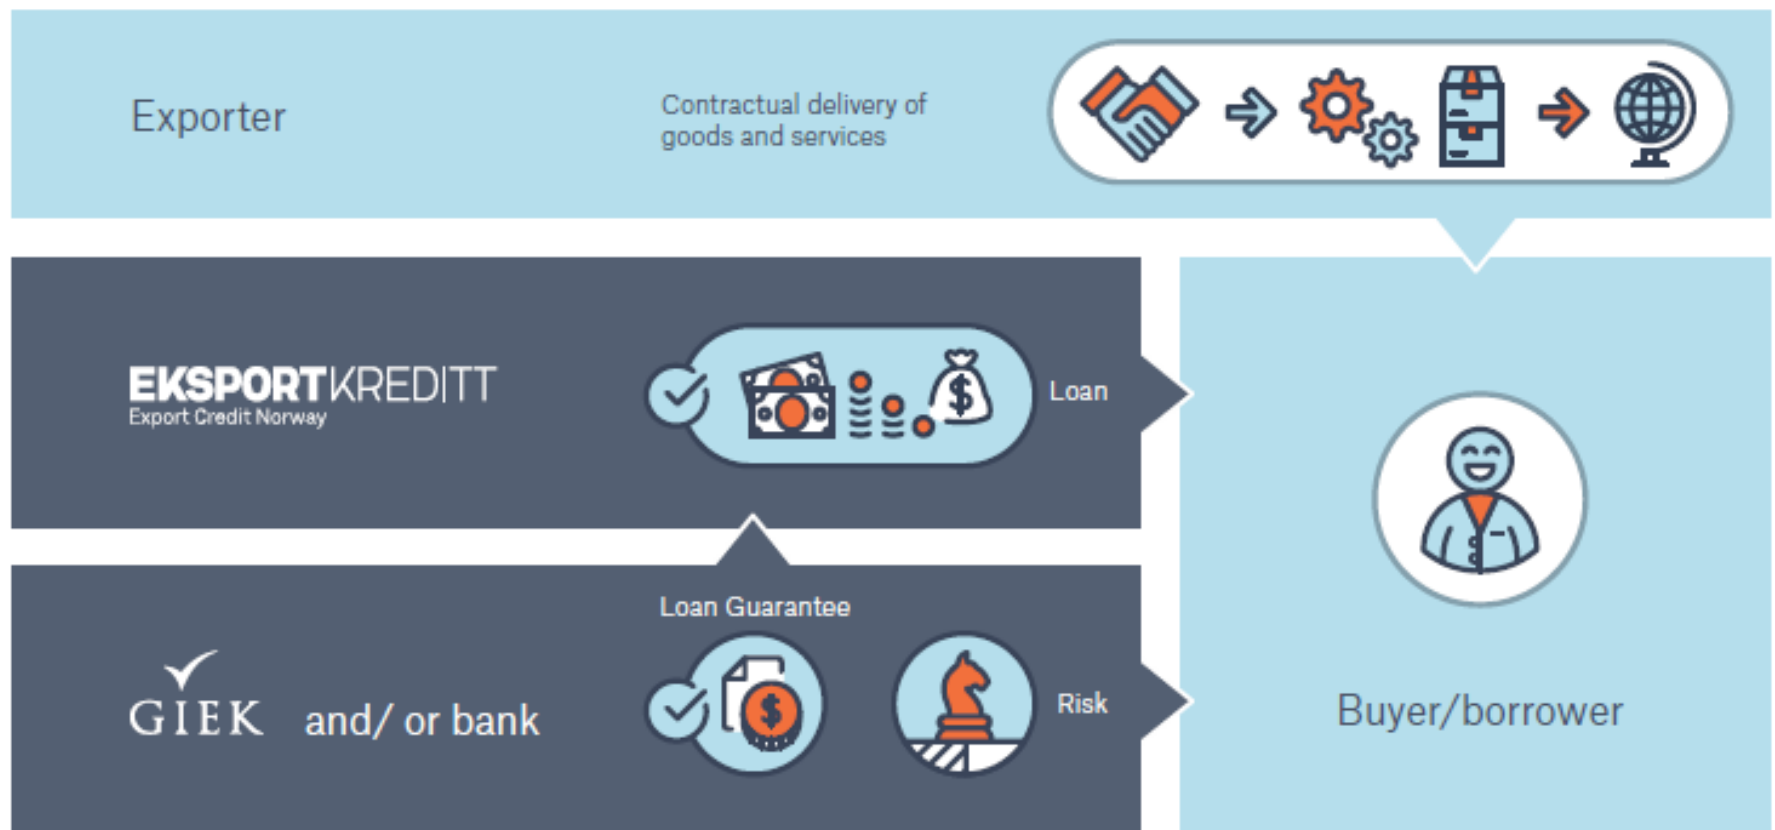 Exporter
Contractual delivery of
goods and services
EKSPORTKREDITT
Export Credit Norway
Loan
Loan Guarantee
GIEK and/ or bank
Risk
Buyer/borrower